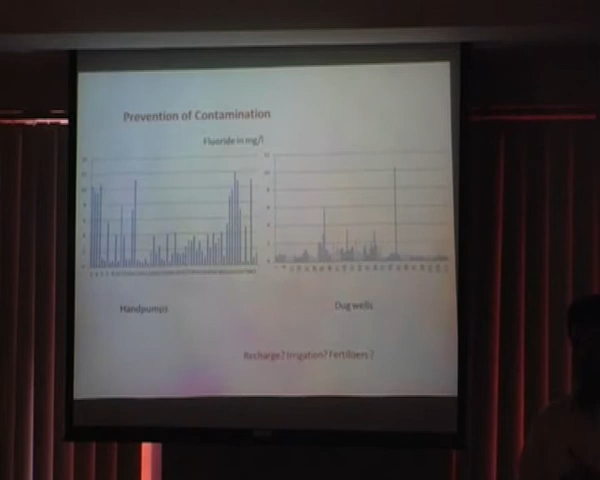 Prevention of Contamination
Fluoride in mg/l
Handpumps
Dug wells
Recharge? Irrigation? Fertilizers?